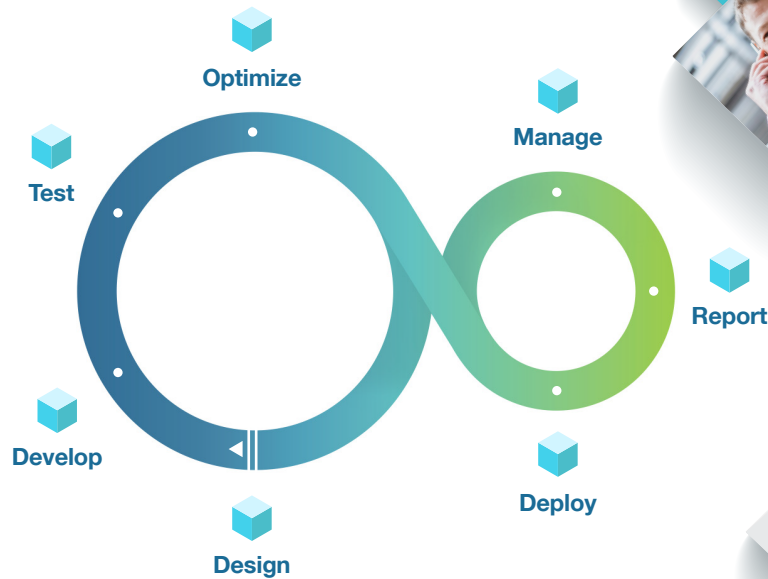 Optimize
Manage
Test
Report
Develop
Deploy
Design